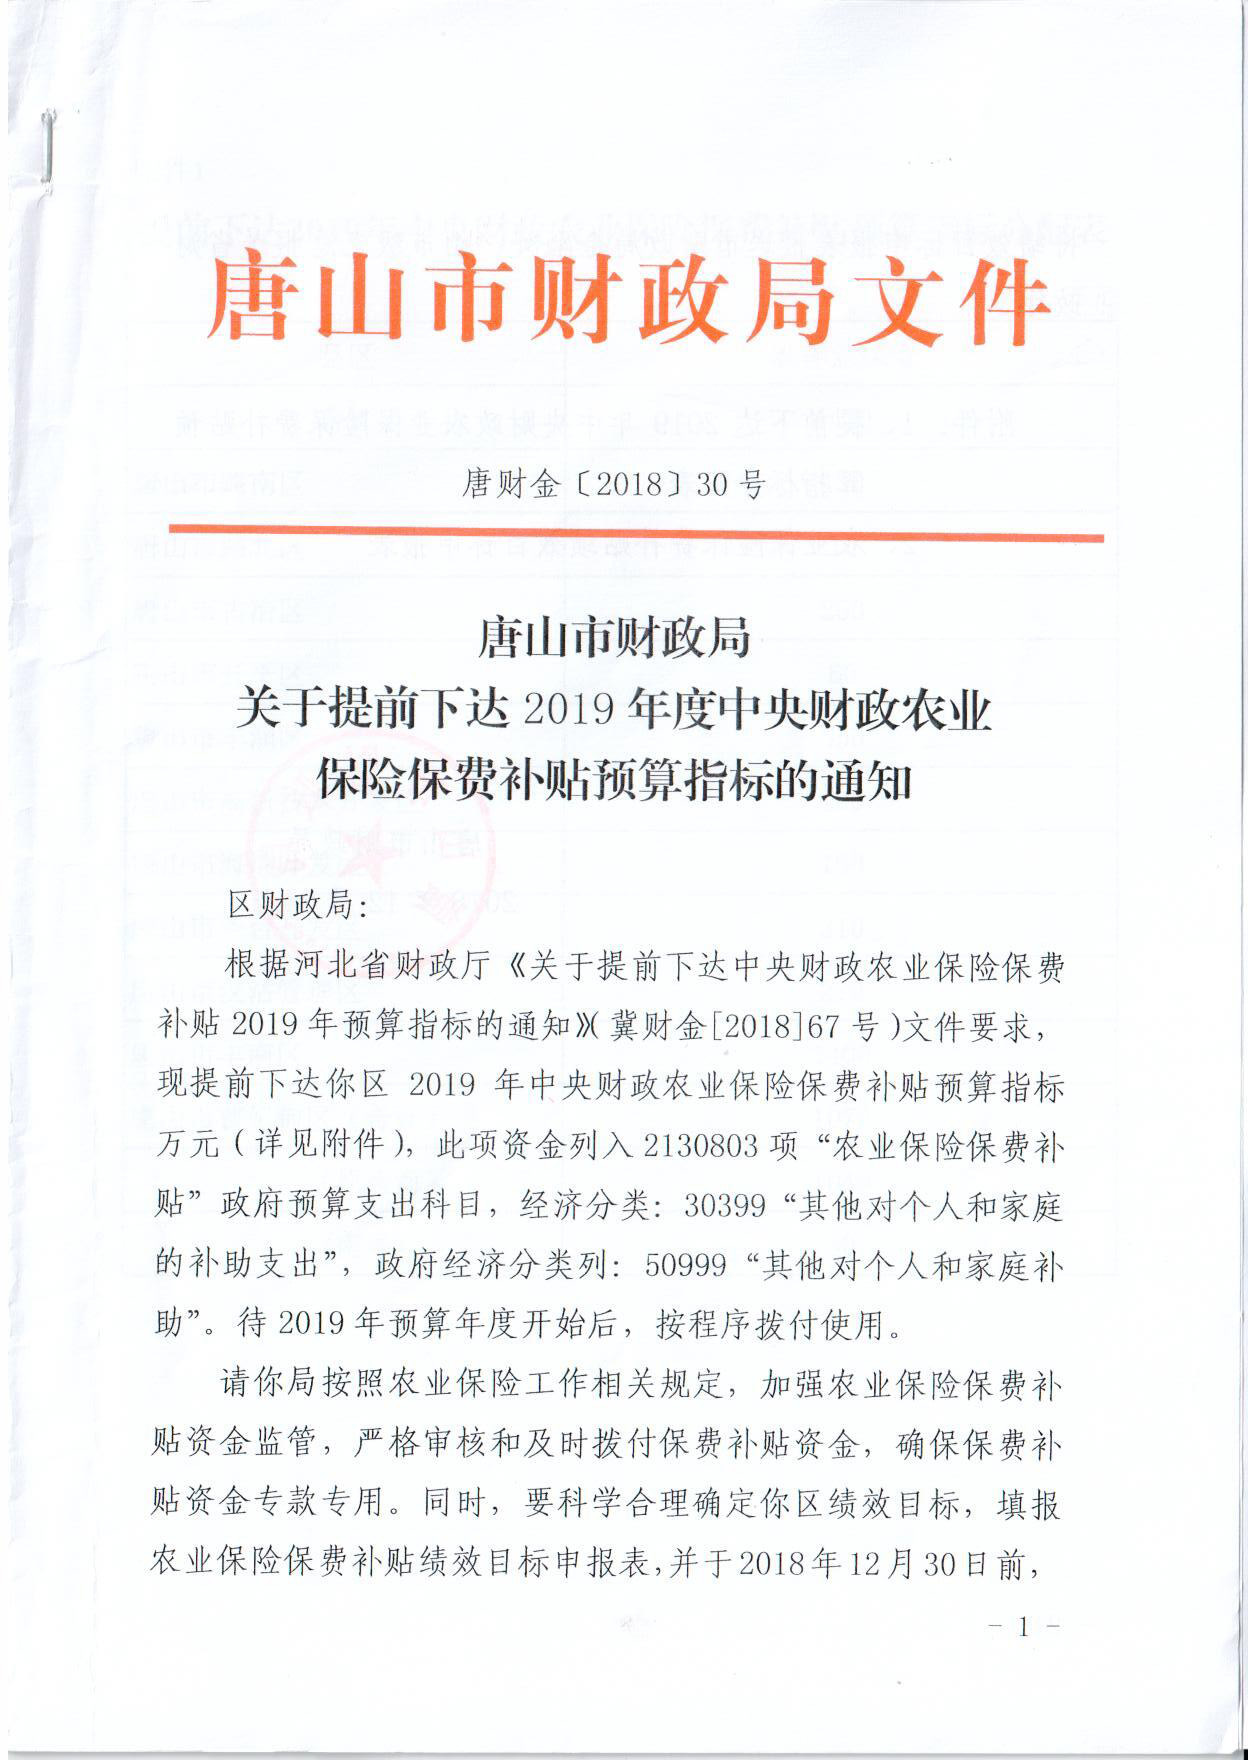 唐山市财政局文件
唐财金〔2018〕30号
唐山市财政局
关于提前下达2019年度中央财政农业
保险保费补贴预算指标的通知
区财政局：
根据河北省财政厅《关于提前下达中央财政农业保险保费
补贴2019年预算指标的通知》（冀财金[2018]67号）文件要求，
现提前下达你区 2019 年中央财政农业保险保费补贴预算指标
万元（详见附件），此项资金列入2130803项“农业保险保费补
贴”政府预算支出科目，经济分类：30399“其他对个人和家庭
的补助支出”，政府经济分类列：50999“其他对个人和家庭补
助”。待2019年预算年度开始后，按程序拨付使用。
请你局按照农业保险工作相关规定，加强农业保险保费补
贴资金监管，严格审核和及时拨付保费补贴资金，确保保费补
贴资金专款专用。同时，要科学合理确定你区绩效目标，填报
农业保险保费补贴绩效目标申报表，并于2018年12月30日前，
- 1 -